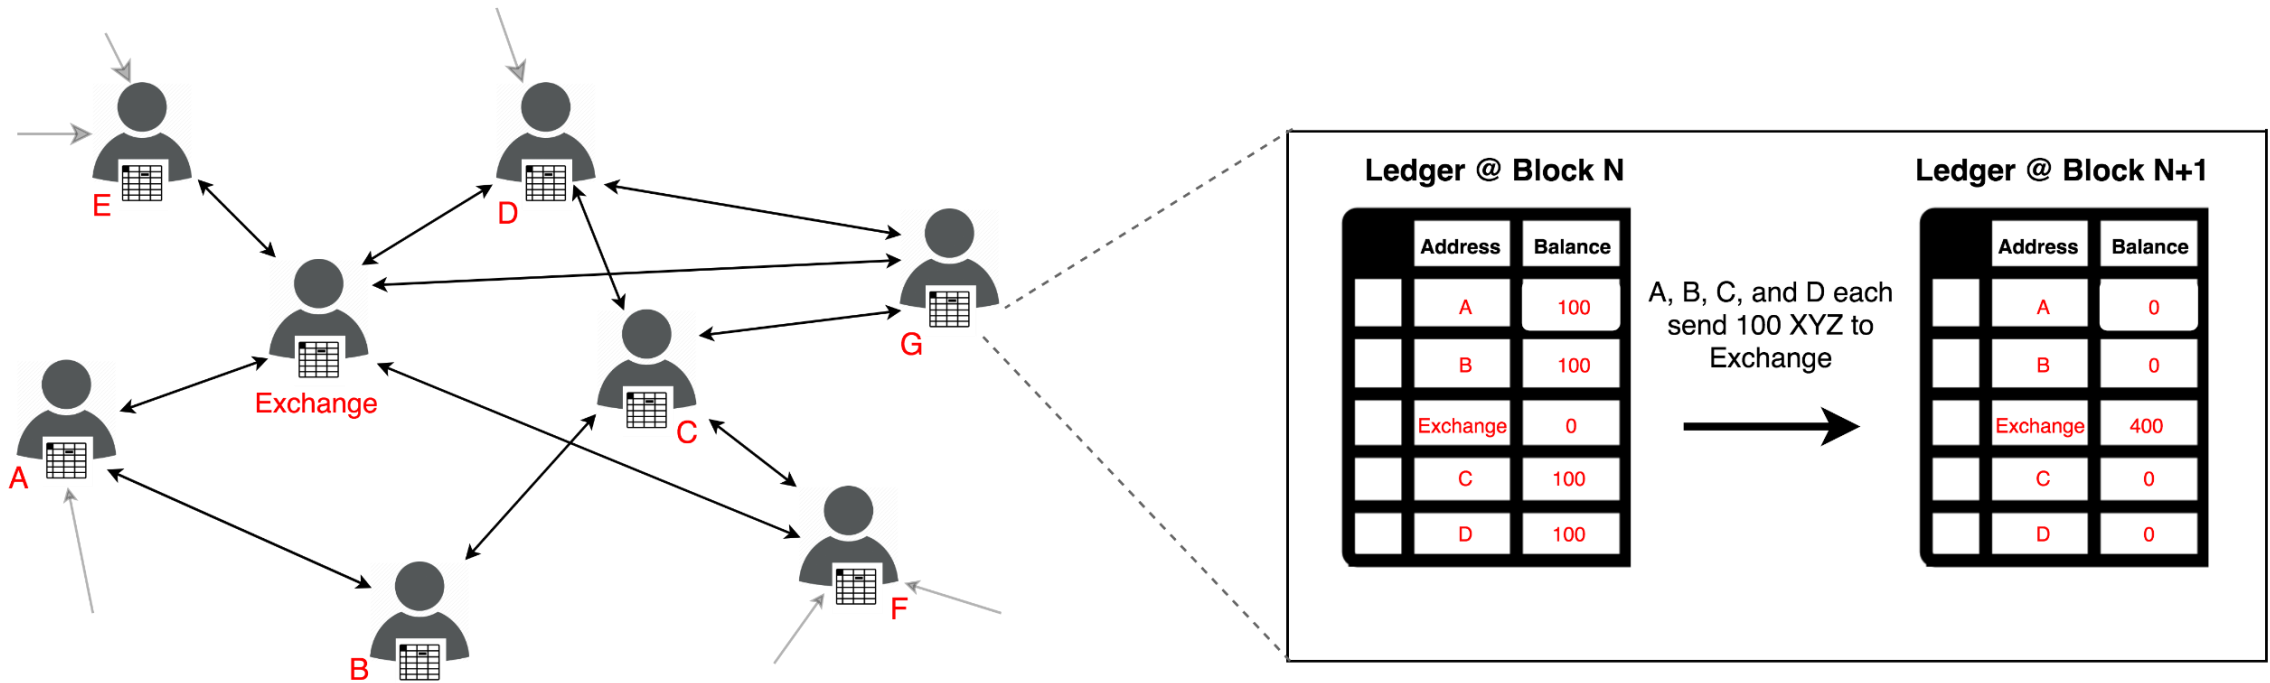 E
D
G
Exchange
C
A
F
B
Ledger @ Block N
Address Balance
A 100
B 100
Exchange 0
C 100
D 100
A, B, C, and D each
send 100 XYZ to
Exchange
Ledger @ Block N+1
Address Balance
A 0
B 0
Exchange 400
C 0
D 0